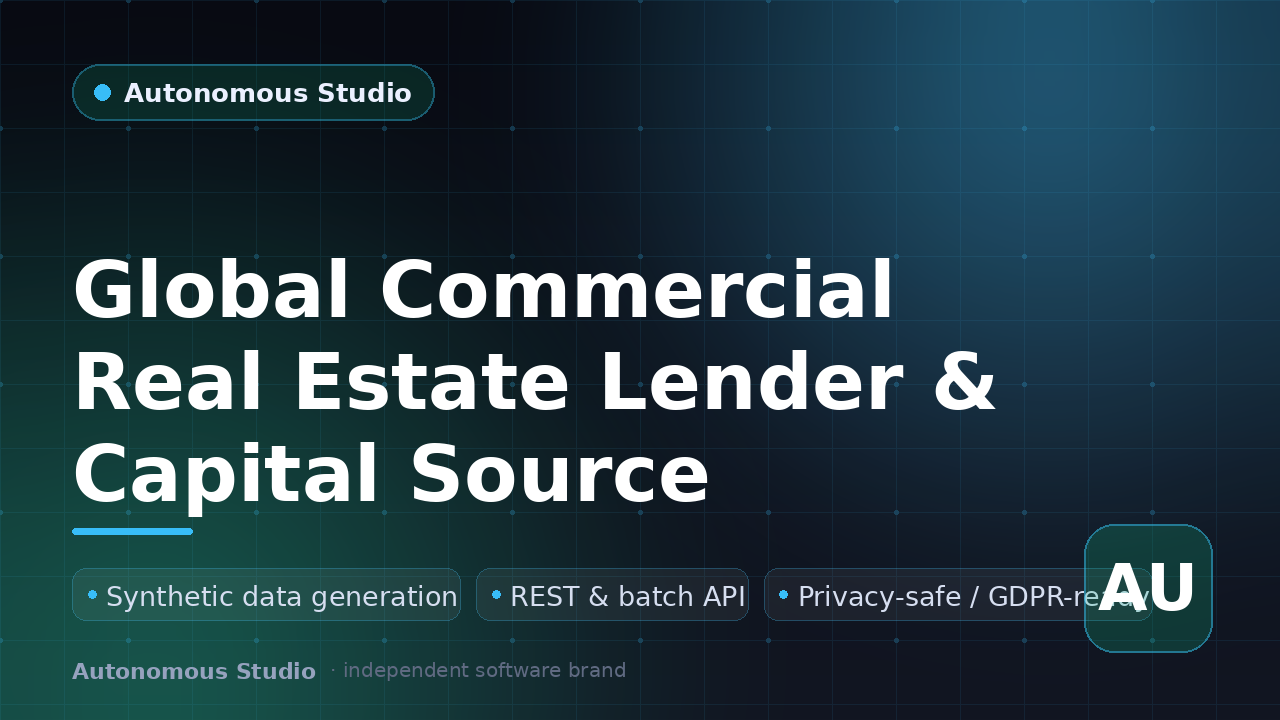 Autonomous Studio
Global Commercial
Real Estate Lender &
Capital Source
Synthetic data generation
REST & batch API
Privacy-safe / GDPR-ready
AU
Autonomous Studio · independent software brand